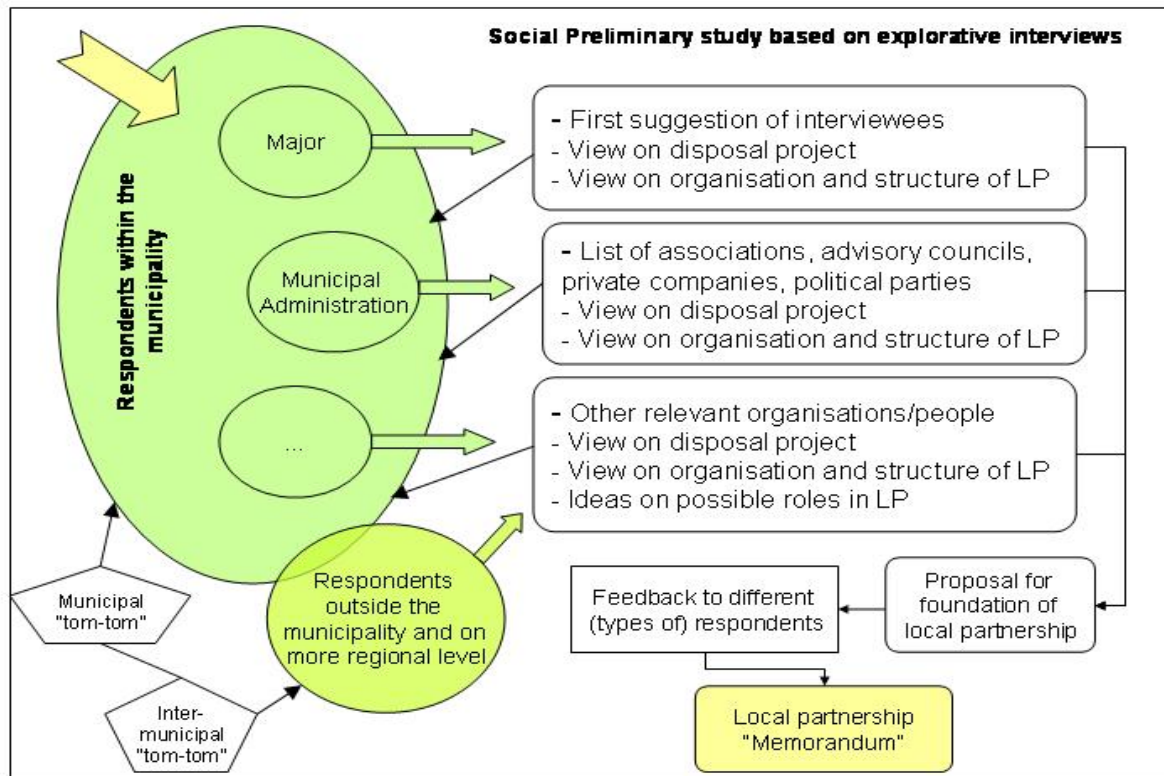 Social Preliminary study based on explorative interviews
Respondents within the
municipality
Major
- First suggestion of interviewees
- View on disposal project
- View on organisation and structure of LP
Municipal
Administration
- List of associations, advisory councils,
private companies, political parties
- View on disposal project
- View on organisation and structure of LP
...
- Other relevant organisations/people
- View on disposal project
- View on organisation and structure of LP
- Ideas on possible roles in LP
Respondents
outside the
municipality and on
more regional level
Municipal
"tom-tom"
Inter-
municipal
"tom-tom"
Proposal for
foundation of
local partnership
Feedback to different
(types of) respondents
Local partnership
"Memorandum"